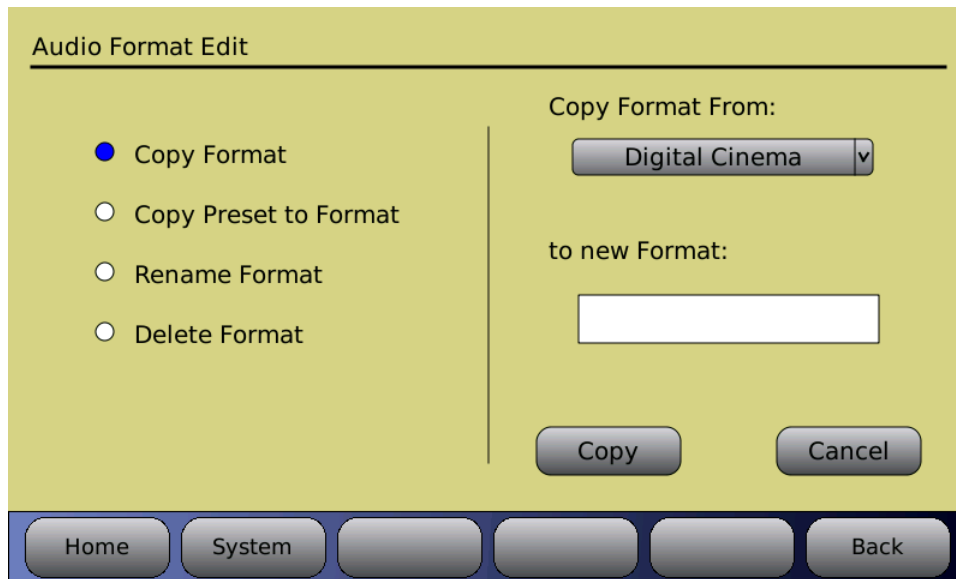 Audio Format Edit
Copy Format
Copy Preset to Format
Rename Format
Delete Format
Copy Format From:
Digital Cinema
to new Format:
Copy
Cancel
Home
System
Back